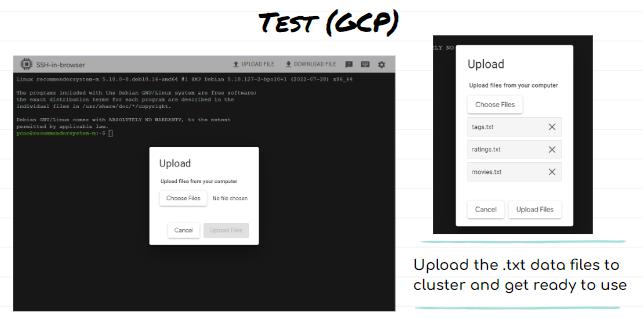 Test (GCP)
SSH-in-browser
UPLOAD FILE
DOWNLOAD FILE
Linux recommendersystem-m 5.10.0-0.deb10.16-amd64 #1 SMP Debian 5.10.127-2~bpo10+1 (2022-07-28) x86_64
The programs included with the Debian GNU/Linux system are free software;
the exact distribution terms for each program are described in the
individual files in /usr/share/doc/*/copyright.
Debian GNU/Linux comes with ABSOLUTELY NO WARRANTY, to the extent
permitted by applicable law.
Upload
Upload files from your computer
Choose Files
No file chosen
Cancel
Upload Files
Upload
Upload files from your computer
Choose Files
tags.txt
ratings.txt
movies.txt
Cancel
Upload Files
Upload the .txt data files to
cluster and get ready to use